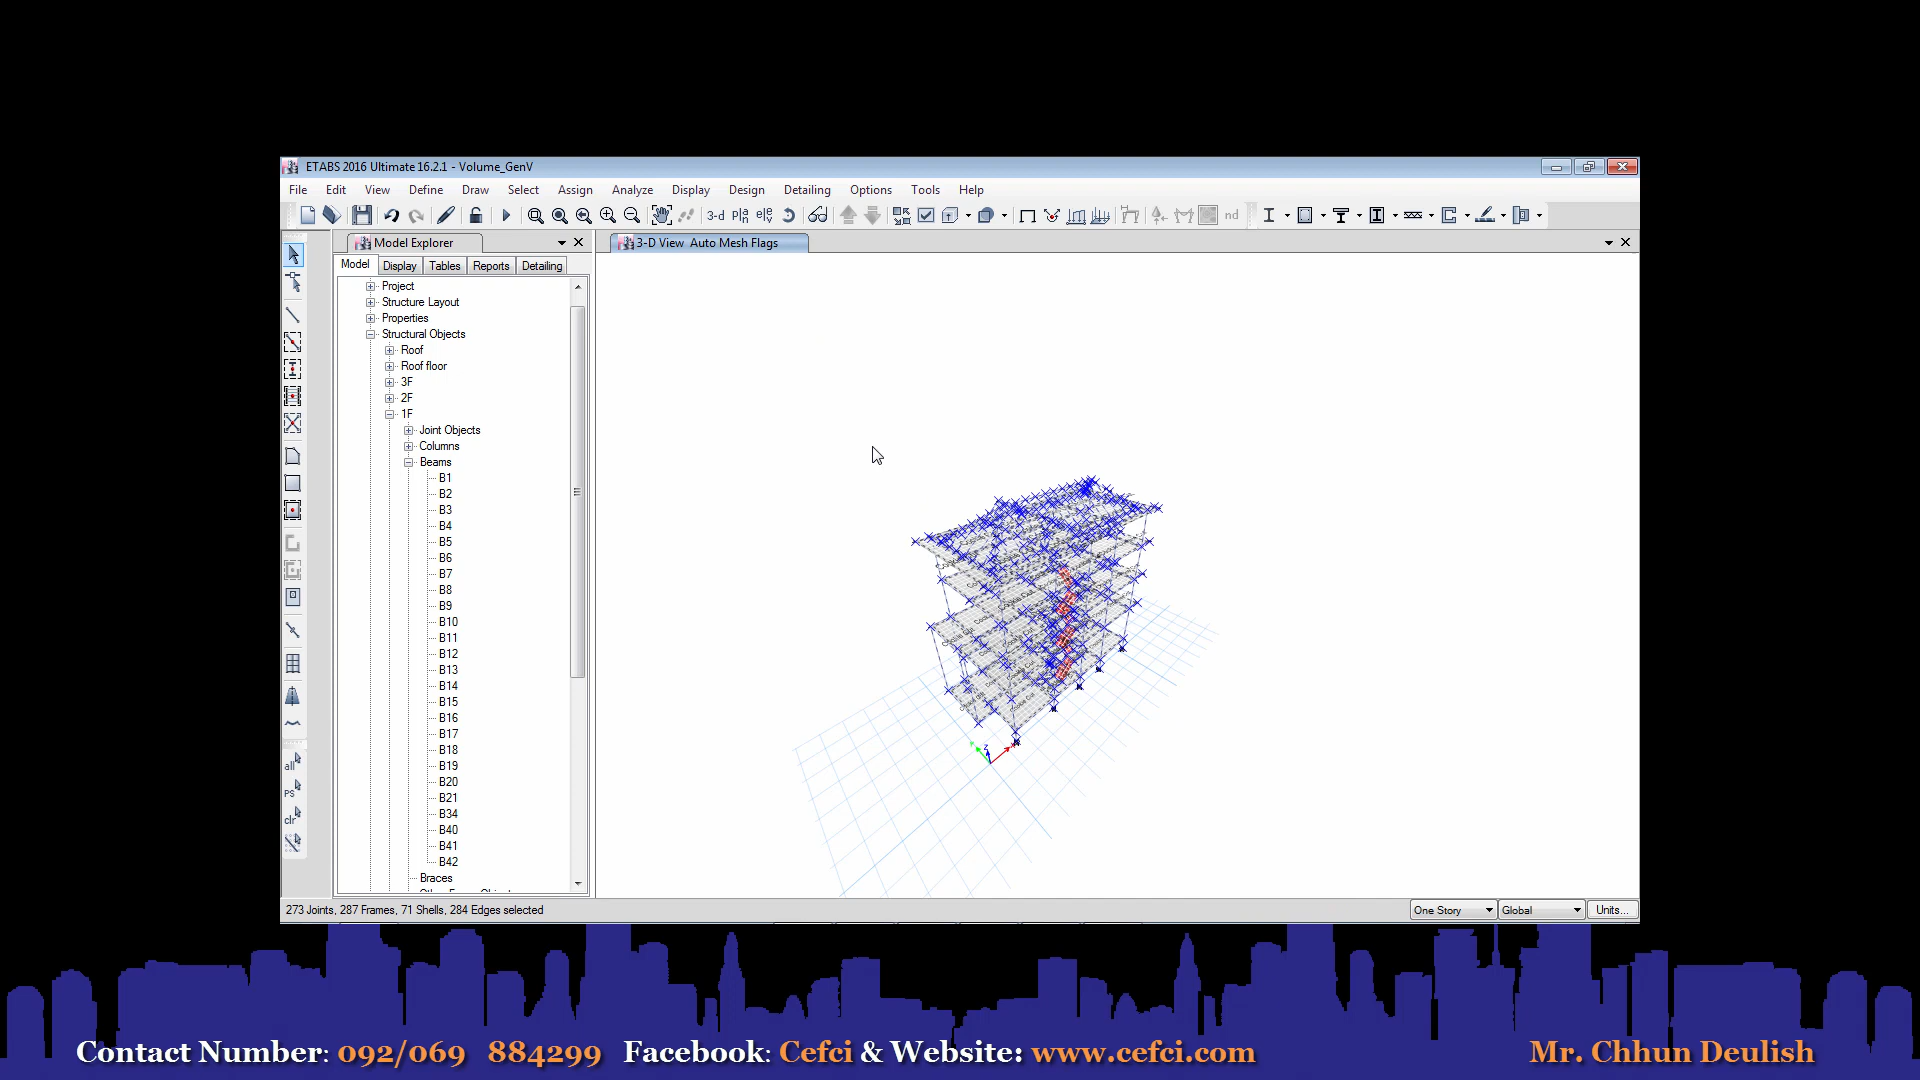 ETABS 2016 Ultimate 16.2.1 - Volume_GenV
File Edit View Define Draw Select Assign Analyze Display Design Detailing Options Tools Help
3-d nd
Model Explorer
3-D View Auto Mesh Flags
Model Display Tables Reports Detailing
Project
Structure Layout
Properties
Structural Objects
Roof
Roof floor
3F
2F
1F
Joint Objects
Columns
Beams
B1
B2
B3
B4
B5
B6
B7
B8
B9
B10
B11
B12
B13
B14
B15
B16
B17
B18
B19
B20
B21
B34
B40
B41
B42
Braces
all
PS
clr
Z
273 Joints, 287 Frames, 71 Shells, 284 Edges selected
One Story Global Units...
Contact Number: 092/069 884299 Facebook: Cefci & Website: www.cefci.com
Mr. Chhun Deulish